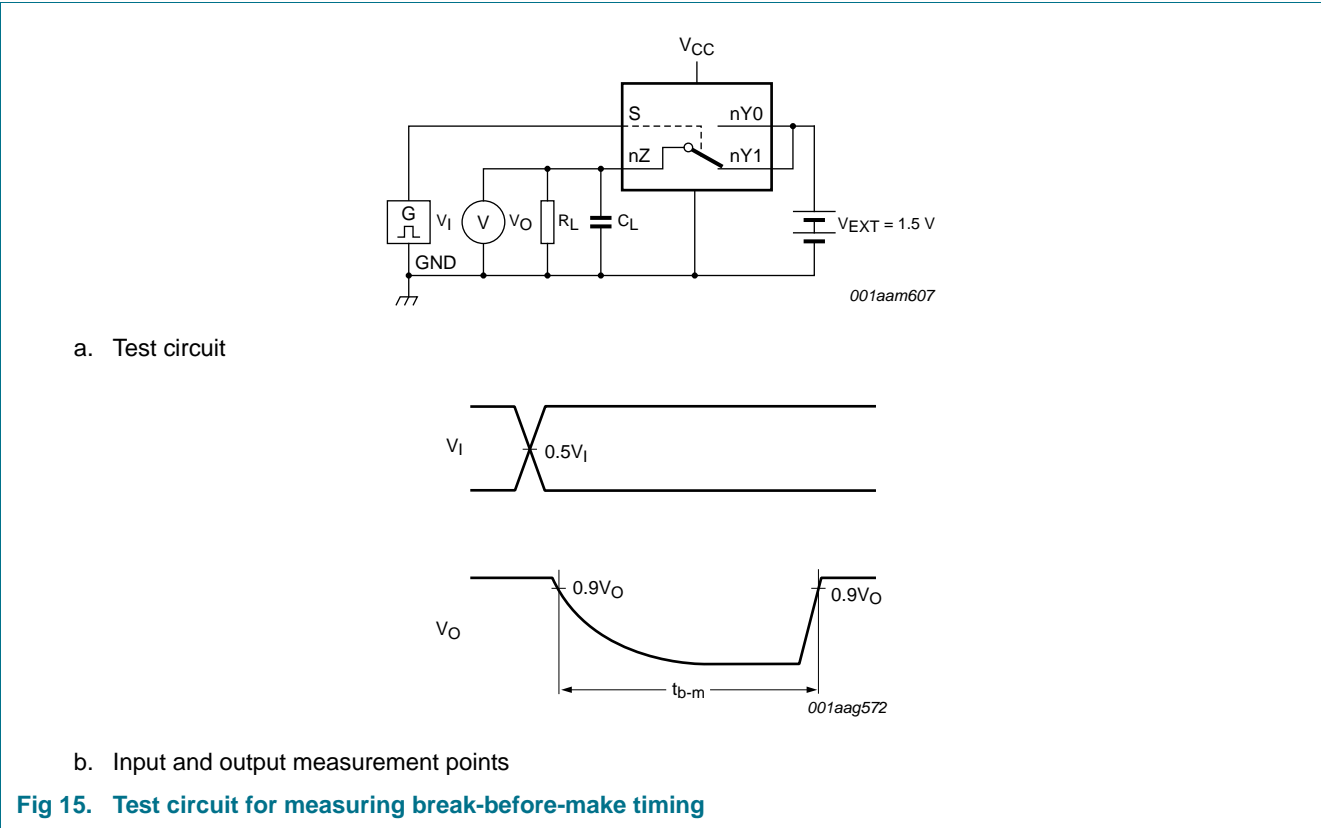 VCC
S nY0
nZ nY1
G VI V VO RL CL VEXT = 1.5 V
GND
001aam607
a. Test circuit
VI 0.5VI
0.9VO 0.9VO
VO
tb-m
001aag572
b. Input and output measurement points
Fig 15. Test circuit for measuring break-before-make timing